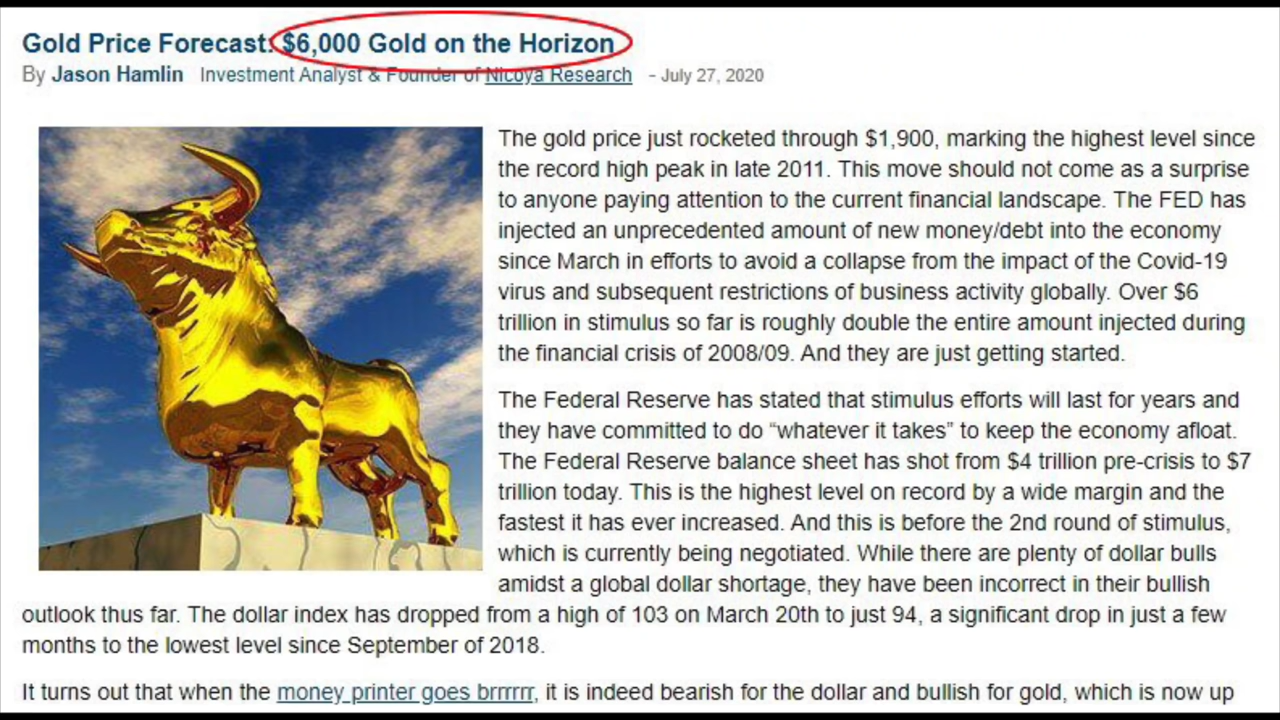 Gold Price Forecast: $6,000 Gold on the Horizon
By Jason Hamlin Investment Analyst & Founder of Nicoya Research - July 27, 2020
The gold price just rocketed through $1,900, marking the highest level since
the record high peak in late 2011. This move should not come as a surprise
to anyone paying attention to the current financial landscape. The FED has
injected an unprecedented amount of new money/debt into the economy
since March in efforts to avoid a collapse from the impact of the Covid-19
virus and subsequent restrictions of business activity globally. Over $6
trillion in stimulus so far is roughly double the entire amount injected during
the financial crisis of 2008/09. And they are just getting started.
The Federal Reserve has stated that stimulus efforts will last for years and
they have committed to do “whatever it takes” to keep the economy afloat.
The Federal Reserve balance sheet has shot from $4 trillion pre-crisis to $7
trillion today. This is the highest level on record by a wide margin and the
fastest it has ever increased. And this is before the 2nd round of stimulus,
which is currently being negotiated. While there are plenty of dollar bulls
amidst a global dollar shortage, they have been incorrect in their bullish
outlook thus far. The dollar index has dropped from a high of 103 on March 20th to just 94, a significant drop in just a few
months to the lowest level since September of 2018.
It turns out that when the money printer goes brrrrrr, it is indeed bearish for the dollar and bullish for gold, which is now up